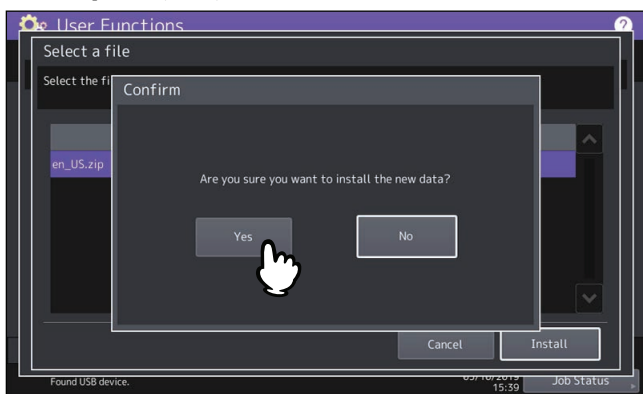 User Functions
?
Select a file
Select the fi
Confirm
en_US.zip
Are you sure you want to install the new data?
Yes
No
Cancel
Install
Found USB device.
15:39
Job Status